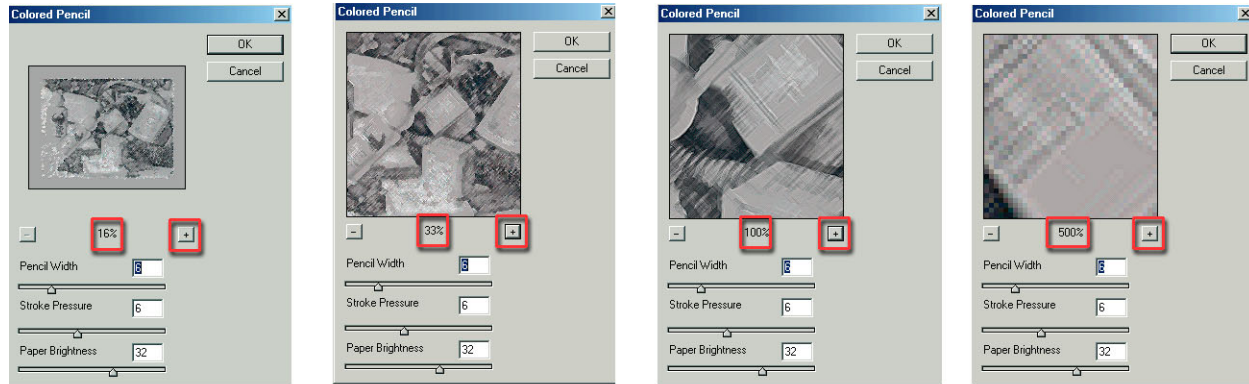 Colored Pencil
OK
Cancel
- 16% +
Pencil Width 6
Stroke Pressure 6
Paper Brightness 32
Colored Pencil
OK
Cancel
- 33% +
Pencil Width 6
Stroke Pressure 6
Paper Brightness 32
Colored Pencil
OK
Cancel
- 100% +
Pencil Width 6
Stroke Pressure 6
Paper Brightness 32
Colored Pencil
OK
Cancel
- 500% +
Pencil Width 6
Stroke Pressure 6
Paper Brightness 32